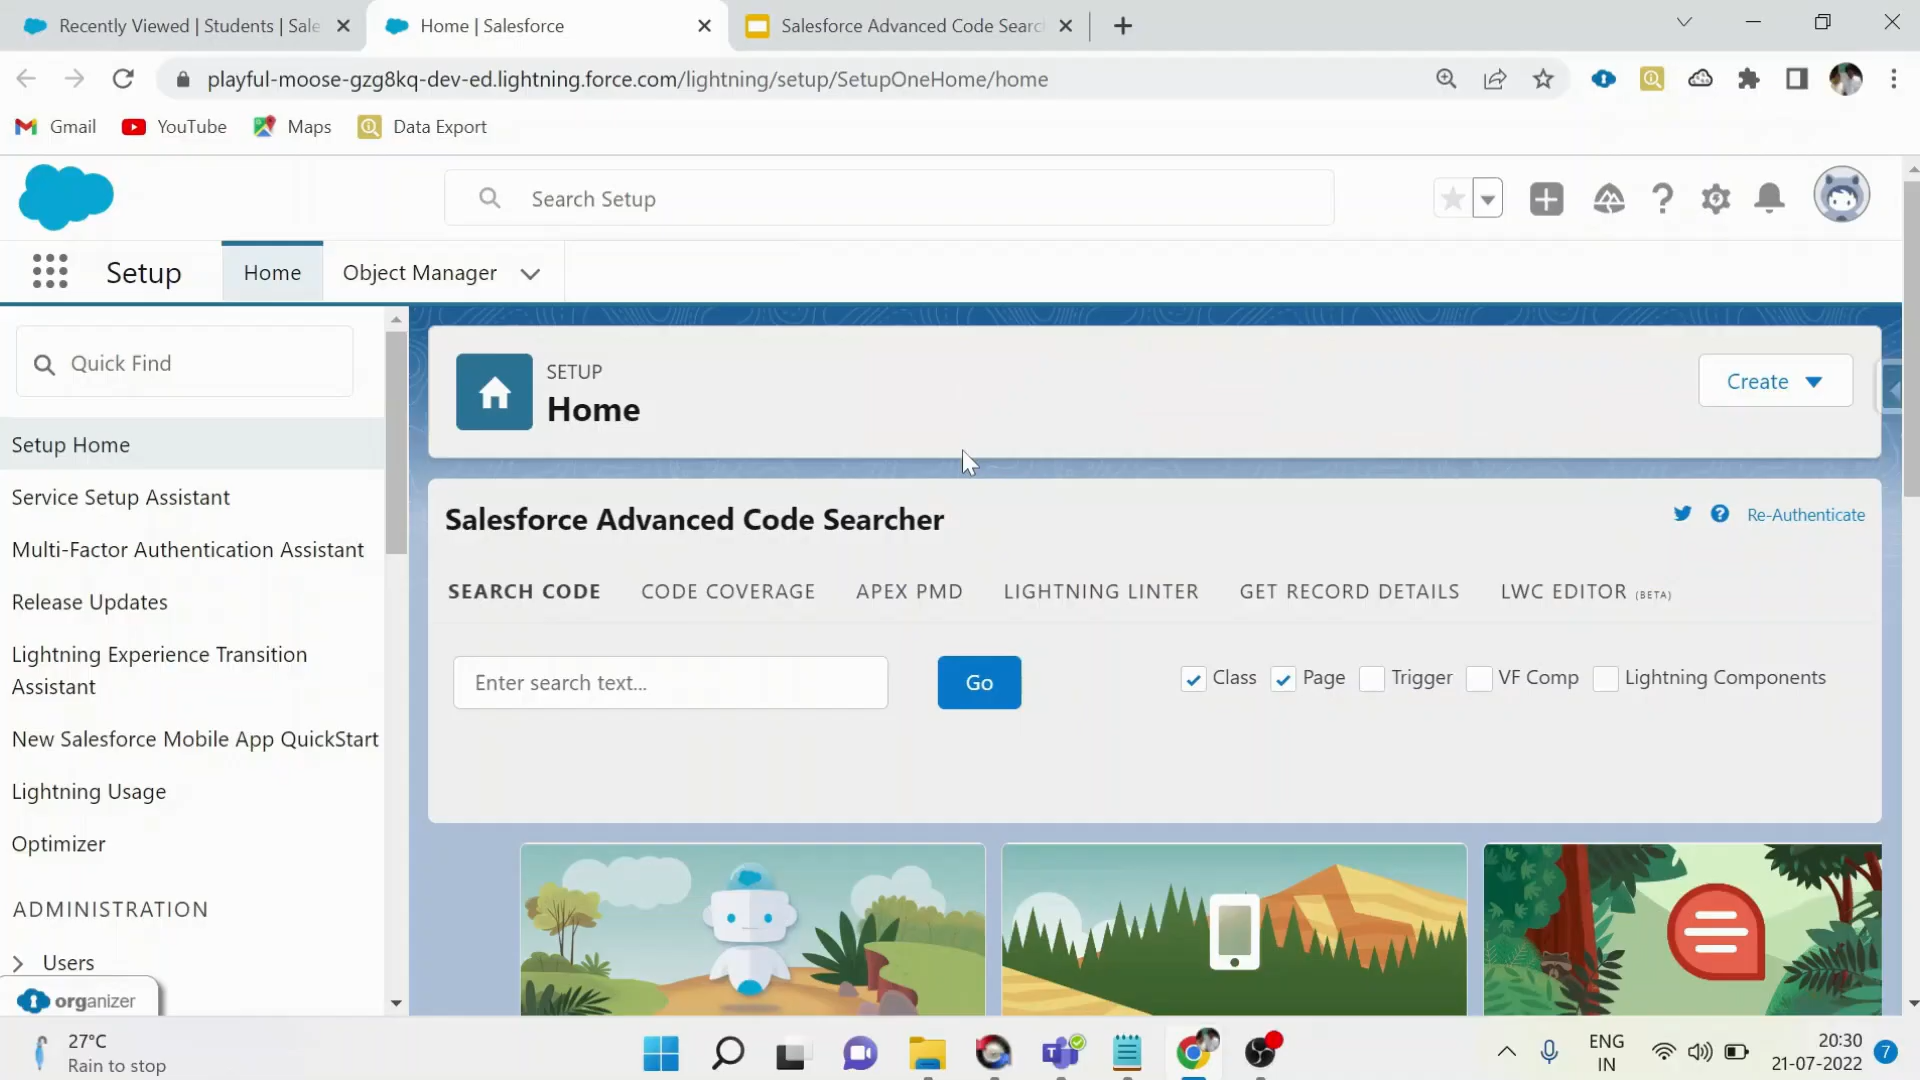 Recently Viewed | Students | Sale
Home | Salesforce
Salesforce Advanced Code Searc
playful-moose-gzg8kq-dev-ed.lightning.force.com/lightning/setup/SetupOneHome/home
Gmail
YouTube
Maps
Data Export
Search Setup
Setup
Home
Object Manager
Quick Find
Setup Home
Service Setup Assistant
Multi-Factor Authentication Assistant
Release Updates
Lightning Experience Transition
Assistant
New Salesforce Mobile App QuickStart
Lightning Usage
Optimizer
ADMINISTRATION
Users
organizer
SETUP
Home
Create
Salesforce Advanced Code Searcher
Re-Authenticate
SEARCH CODE
CODE COVERAGE
APEX PMD
LIGHTNING LINTER
GET RECORD DETAILS
LWC EDITOR (BETA)
Enter search text...
Go
Class
Page
Trigger
VF Comp
Lightning Components
27°C
Rain to stop
ENG
IN
20:30
21-07-2022
7